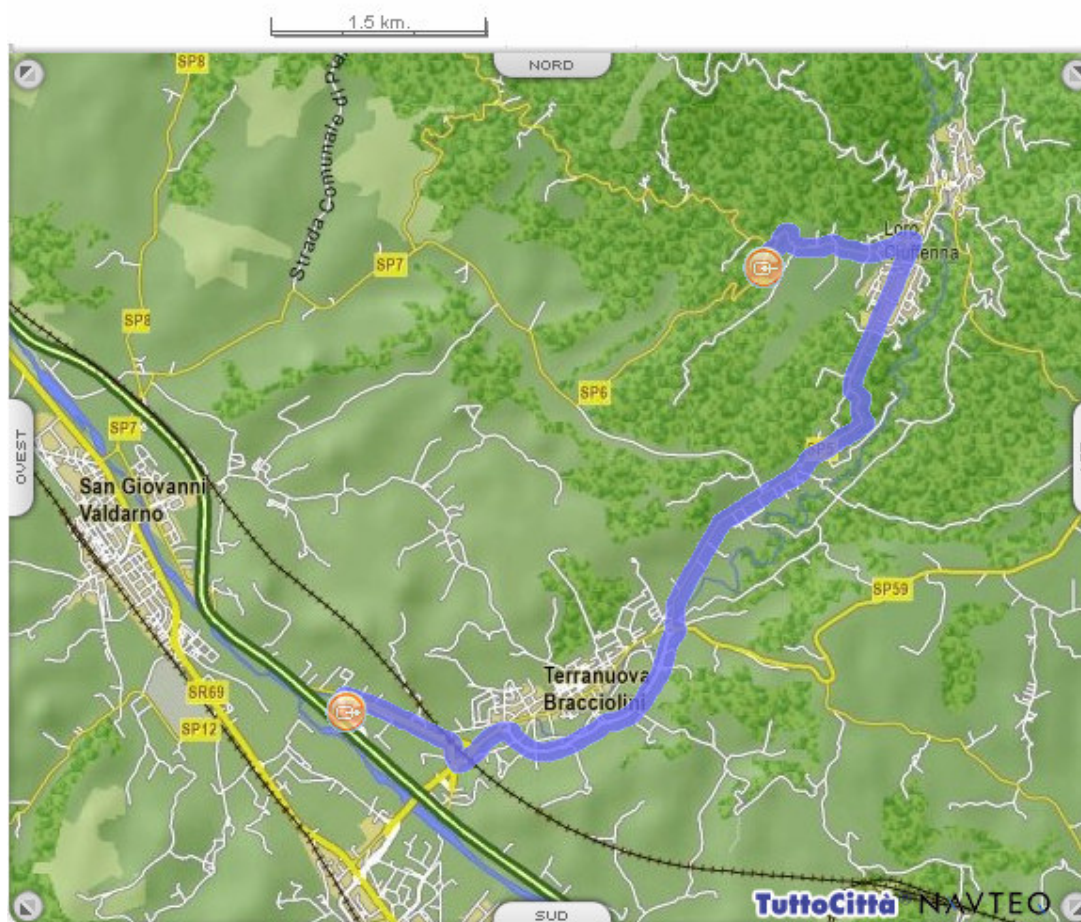 1.5 km.
NORD
SP8
Strada Comunale di Pia
SP7
Loro
Ciuffenna
SP8
SP6
SP7
OVEST
San Giovanni
Valdarno
SP59
Terranuova
Bracciolini
SR69
SP12
TuttoCittà NAVTEQ
SUD